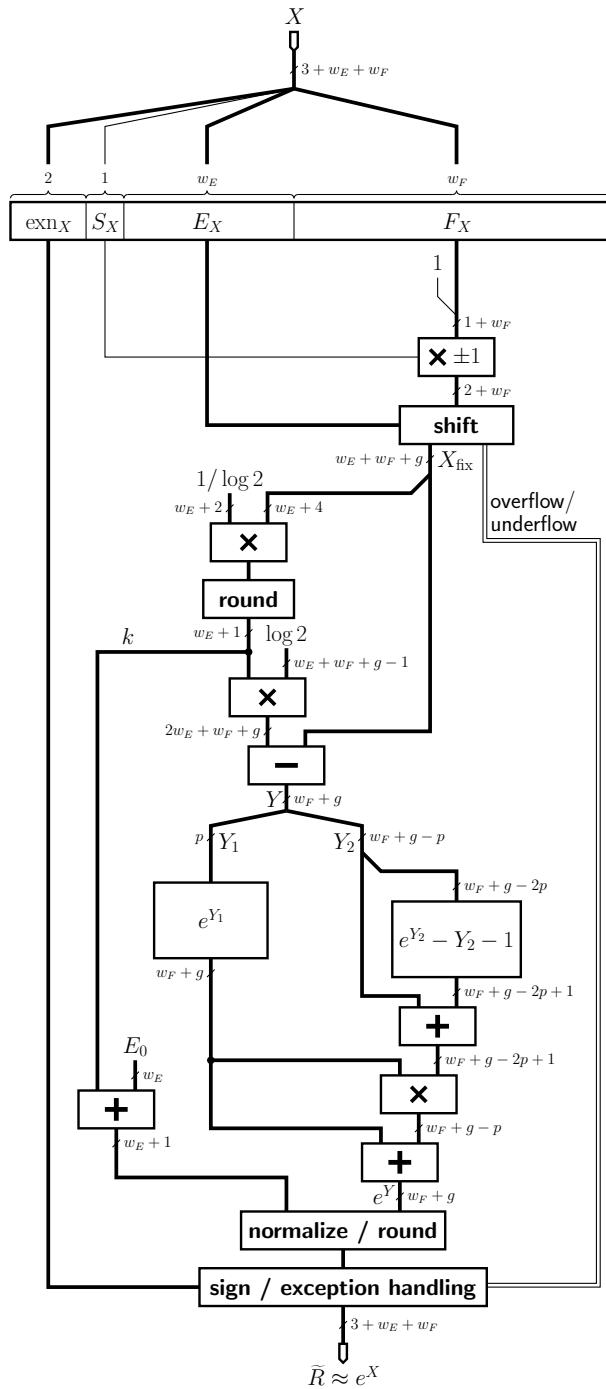 X
3 + w_E + w_F
2 1 w_E w_F
exn_X S_X E_X F_X
1
1 + w_F
× ±1
2 + w_F
shift
w_E + w_F + g X_fix
1/ log 2
w_E + 2 w_E + 4
overflow/
underflow
×
round
w_E + 1
k log 2
w_E + w_F + g − 1
×
2w_E + w_F + g
−
Y w_F + g
p Y_1 Y_2 w_F + g − p
w_F + g − 2p
e^{Y_1} e^{Y_2} − Y_2 − 1
w_F + g w_F + g − 2p + 1
+
E_0 w_F + g − 2p + 1
w_E
×
+
w_F + g − p
w_E + 1
+
e^Y w_F + g
normalize / round
sign / exception handling
3 + w_E + w_F
R̃ ≈ e^X